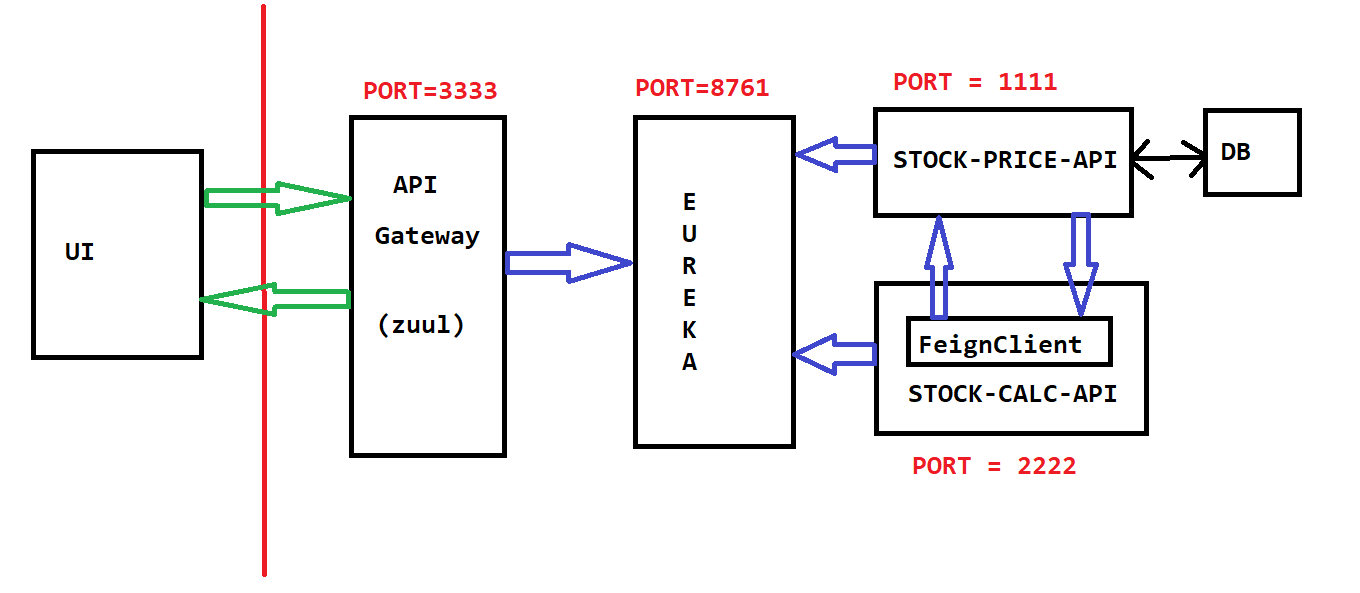 UI
PORT=3333
API
Gateway
(zuul)
PORT=8761
E
U
R
E
K
A
PORT = 1111
STOCK-PRICE-API
DB
FeignClient
STOCK-CALC-API
PORT = 2222